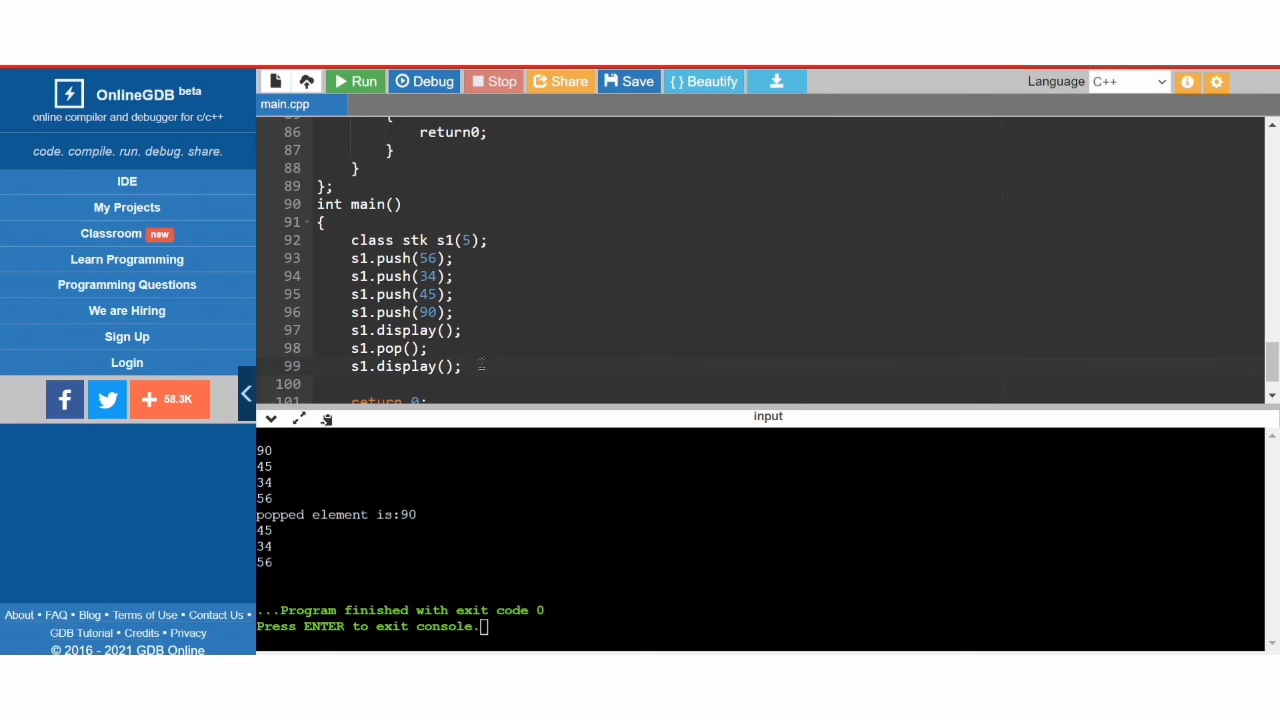 OnlineGDB beta
online compiler and debugger for c/c++
code. compile. run. debug. share.
IDE
My Projects
Classroom new
Learn Programming
Programming Questions
We are Hiring
Sign Up
Login
f
+ 58.3K
About • FAQ • Blog • Terms of Use • Contact Us •
GDB Tutorial • Credits • Privacy
© 2016 - 2021 GDB Online
Run Debug Stop Share Save { } Beautify
Language C++
main.cpp
{
86 return0;
87 }
88 }
89 };
90 int main()
91 {
92 class stk s1(5);
93 s1.push(56);
94 s1.push(34);
95 s1.push(45);
96 s1.push(90);
97 s1.display();
98 s1.pop();
99 s1.display();
100
101 return 0;
input
90
45
34
56
popped element is:90
45
34
56
...Program finished with exit code 0
Press ENTER to exit console.